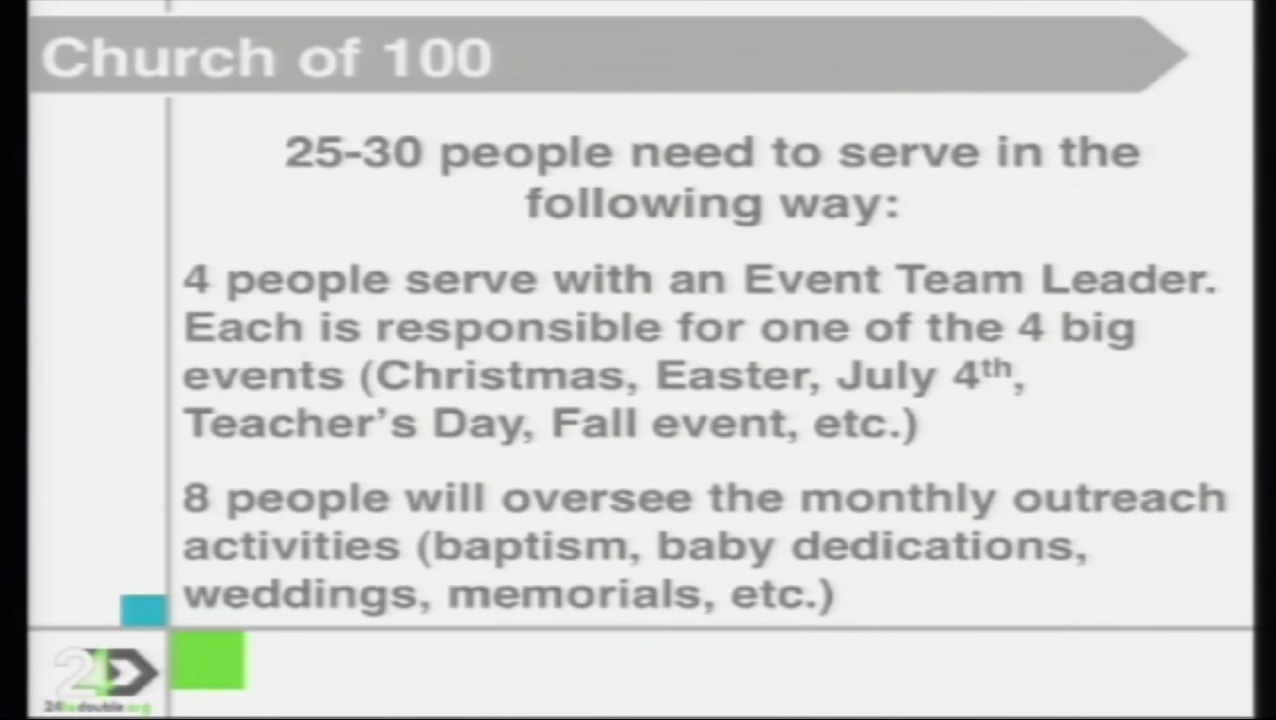 Church of 100
25-30 people need to serve in the
following way:
4 people serve with an Event Team Leader.
Each is responsible for one of the 4 big
events (Christmas, Easter, July 4th,
Teacher's Day, Fall event, etc.)
8 people will oversee the monthly outreach
activities (baptism, baby dedications,
weddings, memorials, etc.)
24todouble.org